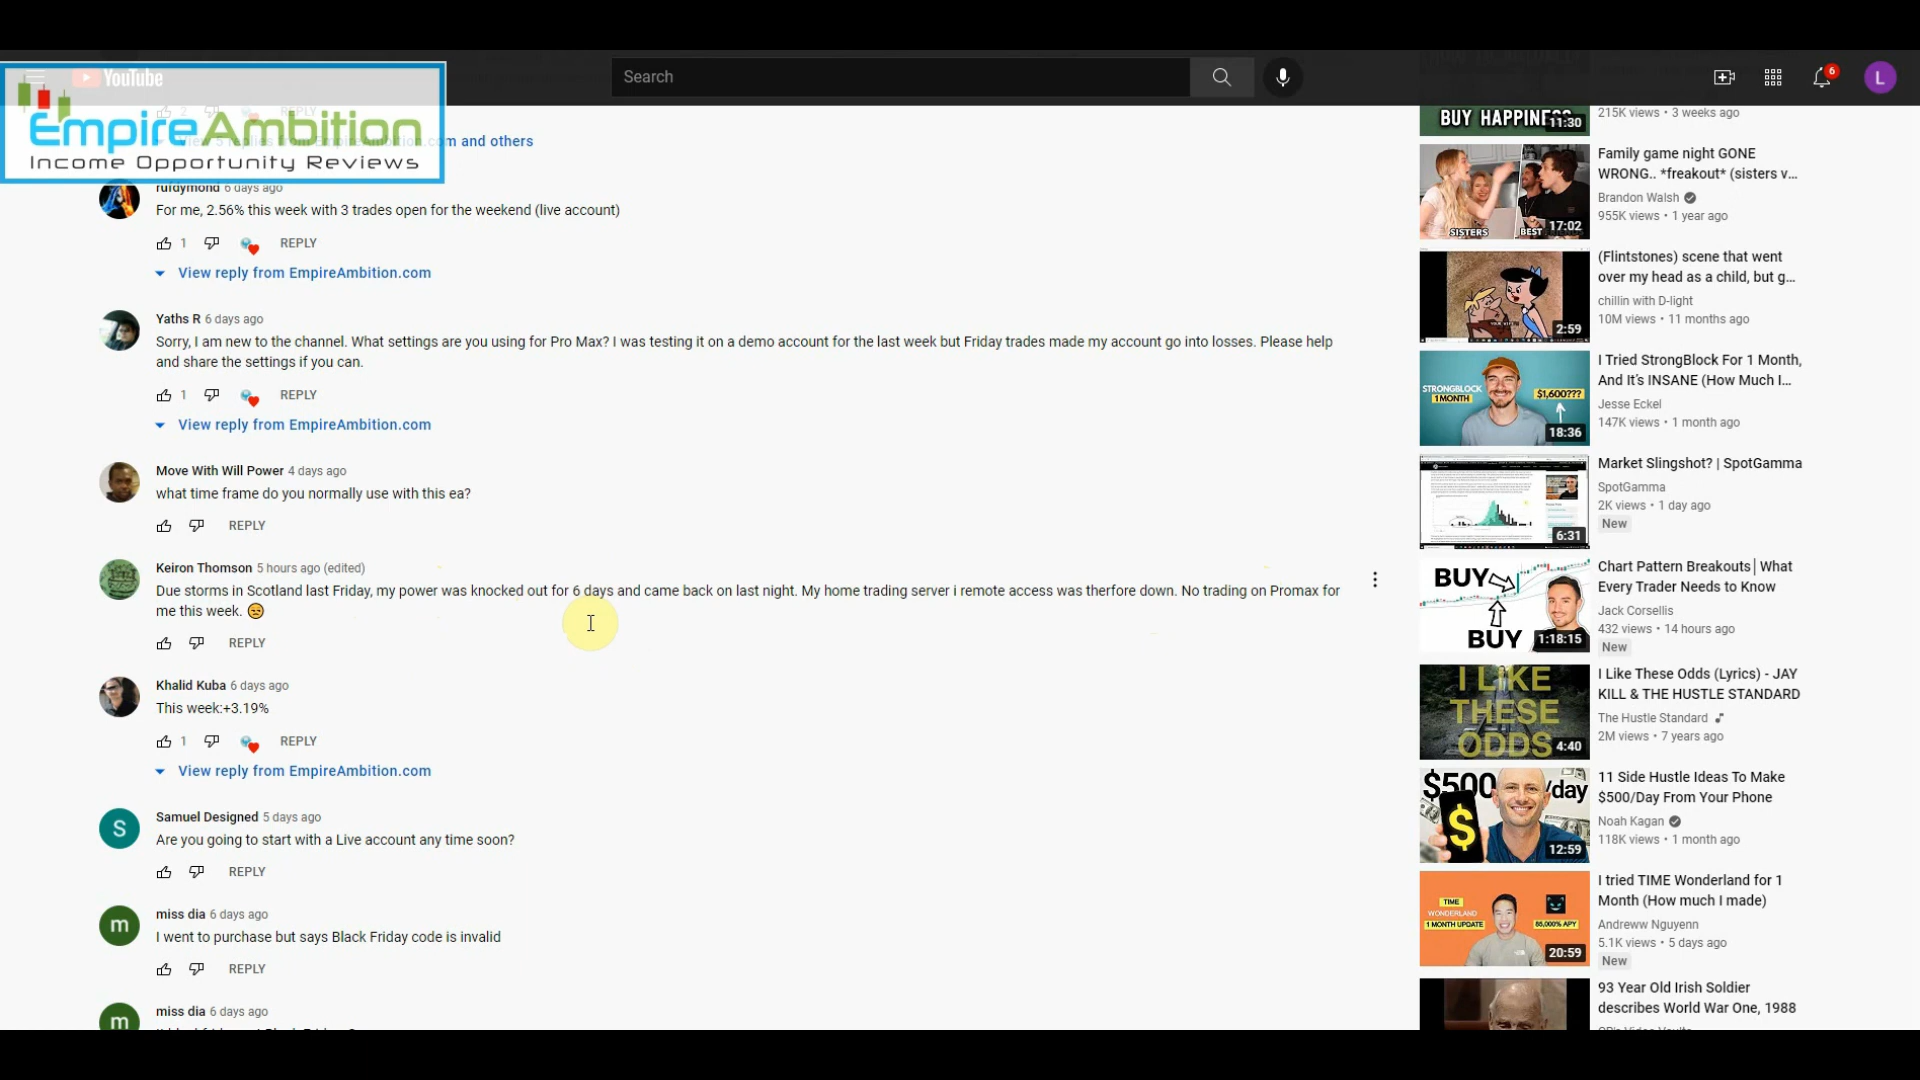 YouTube
Search
6
L
EmpireAmbition
Income Opportunity Reviews
REPLY
View 5 replies from EmpireAmbition.com and others
rufdymond 6 days ago
For me, 2.56% this week with 3 trades open for the weekend (live account)
1 REPLY
View reply from EmpireAmbition.com
Yaths R 6 days ago
Sorry, I am new to the channel. What settings are you using for Pro Max? I was testing it on a demo account for the last week but Friday trades made my account go into losses. Please help
and share the settings if you can.
1 REPLY
View reply from EmpireAmbition.com
Move With Will Power 4 days ago
what time frame do you normally use with this ea?
REPLY
Keiron Thomson 5 hours ago (edited)
Due storms in Scotland last Friday, my power was knocked out for 6 days and came back on last night. My home trading server i remote access was therfore down. No trading on Promax for
me this week.
REPLY
Khalid Kuba 6 days ago
This week:+3.19%
1 REPLY
View reply from EmpireAmbition.com
S
Samuel Designed 5 days ago
Are you going to start with a Live account any time soon?
REPLY
m
miss dia 6 days ago
I went to purchase but says Black Friday code is invalid
REPLY
m
miss dia 6 days ago
BUY HAPPINESS
11:30
215K views • 3 weeks ago
SISTERS
BEST
17:02
Family game night GONE
WRONG.. *freakout* (sisters v...
Brandon Walsh
955K views • 1 year ago
2:59
(Flintstones) scene that went
over my head as a child, but g...
chillin with D-light
10M views • 11 months ago
STRONGBLOCK
1 MONTH
$1,600???
18:36
I Tried StrongBlock For 1 Month,
And It's INSANE (How Much I...
Jesse Eckel
147K views • 1 month ago
6:31
Market Slingshot? | SpotGamma
SpotGamma
2K views • 1 day ago
New
BUY
BUY
1:18:15
Chart Pattern Breakouts| What
Every Trader Needs to Know
Jack Corsellis
432 views • 14 hours ago
New
I LIKE
THESE
ODDS
4:40
I Like These Odds (Lyrics) - JAY
KILL & THE HUSTLE STANDARD
The Hustle Standard
2M views • 7 years ago
$500/day
$
12:59
11 Side Hustle Ideas To Make
$500/Day From Your Phone
Noah Kagan
118K views • 1 month ago
TIME
WONDERLAND
1 MONTH UPDATE
85,000% APY
20:59
I tried TIME Wonderland for 1
Month (How much I made)
Andreww Nguyenn
5.1K views • 5 days ago
New
93 Year Old Irish Soldier
describes World War One, 1988